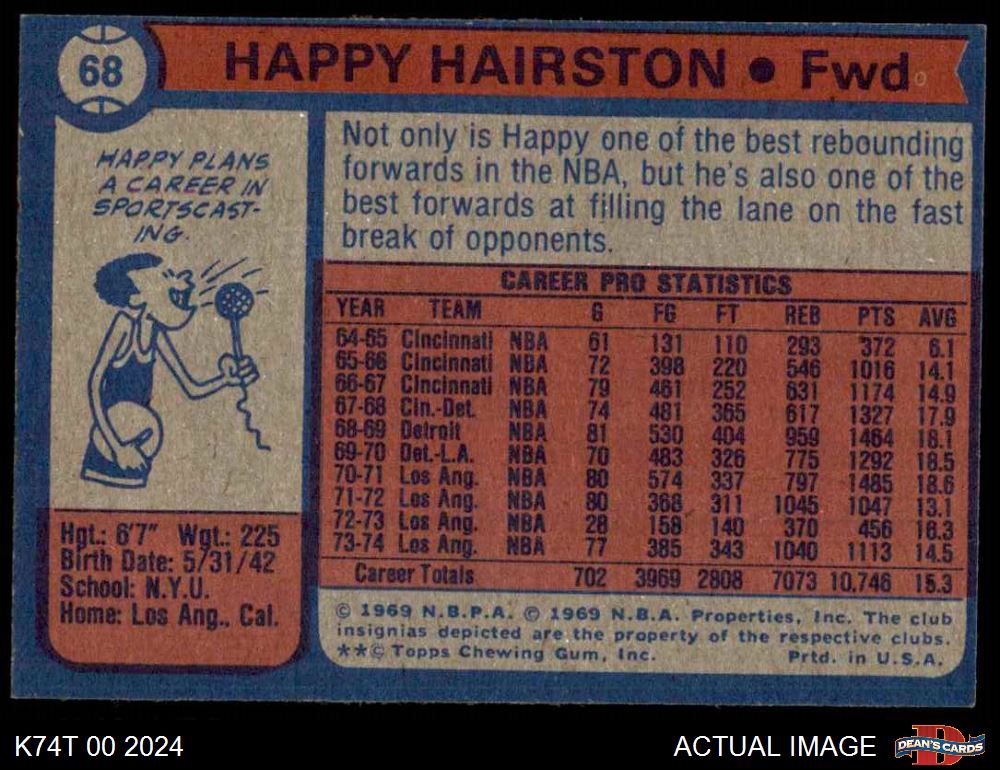 68
HAPPY HAIRSTON • Fwd
HAPPY PLANS
A CAREER IN
SPORTSCAST-
ING.
Not only is Happy one of the best rebounding
forwards in the NBA, but he's also one of the
best forwards at filling the lane on the fast
break of opponents.
CAREER PRO STATISTICS
YEAR TEAM G FG FT REB PTS AVG
64-65 Cincinnati NBA 61 131 110 293 372 6.1
65-66 Cincinnati NBA 72 398 220 546 1016 14.1
66-67 Cincinnati NBA 79 461 252 631 1174 14.9
67-68 Cin.-Det. NBA 74 481 365 617 1327 17.9
68-69 Detroit NBA 81 530 404 959 1464 18.1
69-70 Det.-L.A. NBA 70 483 326 775 1292 18.5
70-71 Los Ang. NBA 80 574 337 797 1485 18.6
71-72 Los Ang. NBA 80 368 311 1045 1047 13.1
72-73 Los Ang. NBA 28 158 140 370 456 16.3
73-74 Los Ang. NBA 77 385 343 1040 1113 14.5
Career Totals 702 3969 2808 7073 10,746 15.3
Hgt.: 6'7" Wgt.: 225
Birth Date: 5/31/42
School: N.Y.U.
Home: Los Ang., Cal.
© 1969 N.B.P.A. © 1969 N.B.A. Properties, Inc. The club
insignias depicted are the property of the respective clubs.
**© Topps Chewing Gum, Inc. Prtd. in U.S.A.
K74T 00 2024
ACTUAL IMAGE
D
DEAN'S CARDS